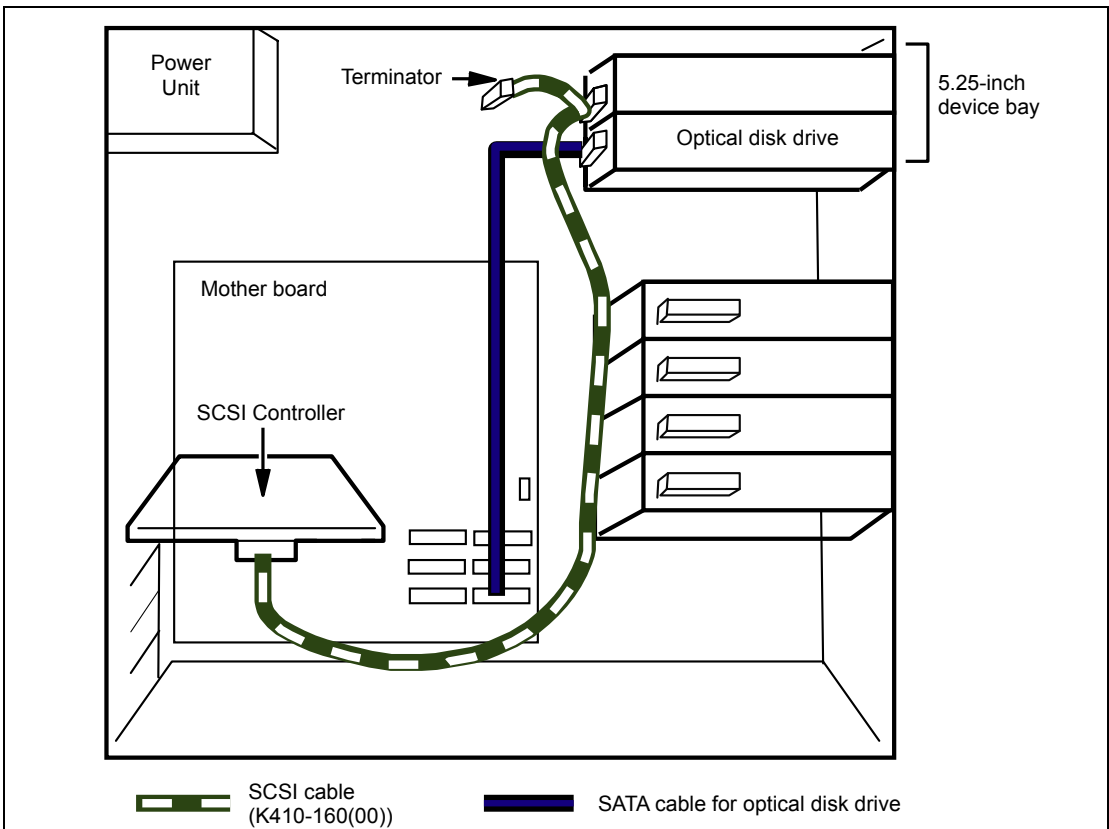 Power
Unit
Terminator
5.25-inch
device bay
Optical disk drive
Mother board
SCSI Controller
SCSI cable
(K410-160(00))
SATA cable for optical disk drive